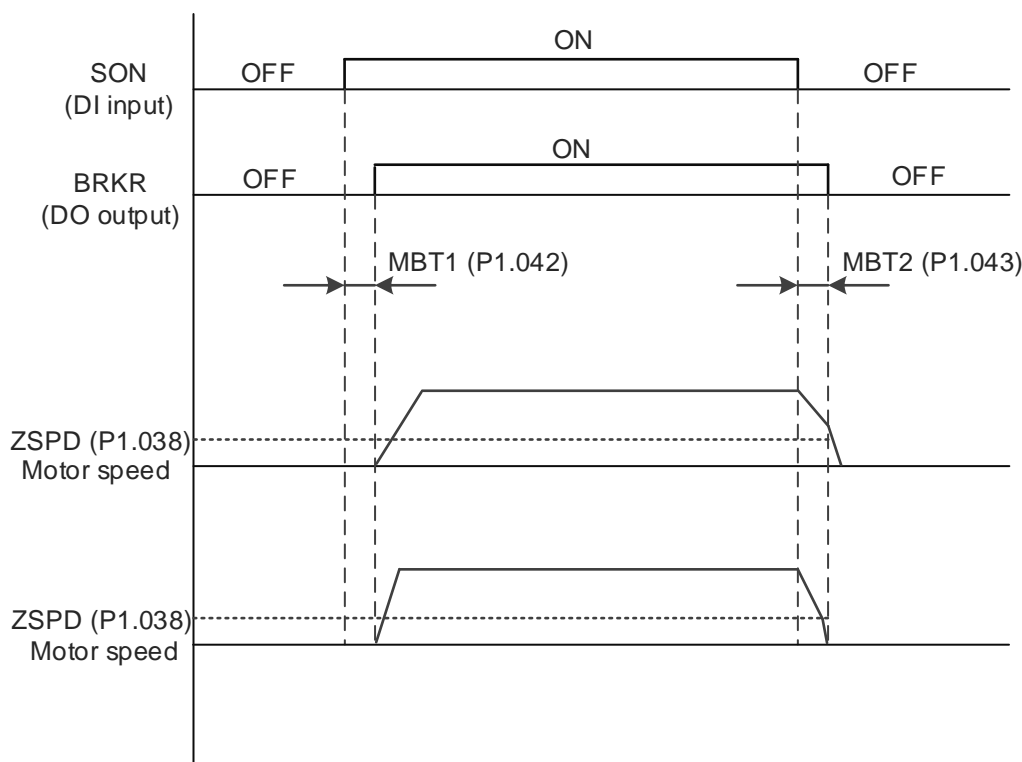 ON
SON
(DI input)
OFF
OFF
ON
BRKR
(DO output)
OFF
OFF
MBT1 (P1.042)
MBT2 (P1.043)
ZSPD (P1.038)
Motor speed
ZSPD (P1.038)
Motor speed